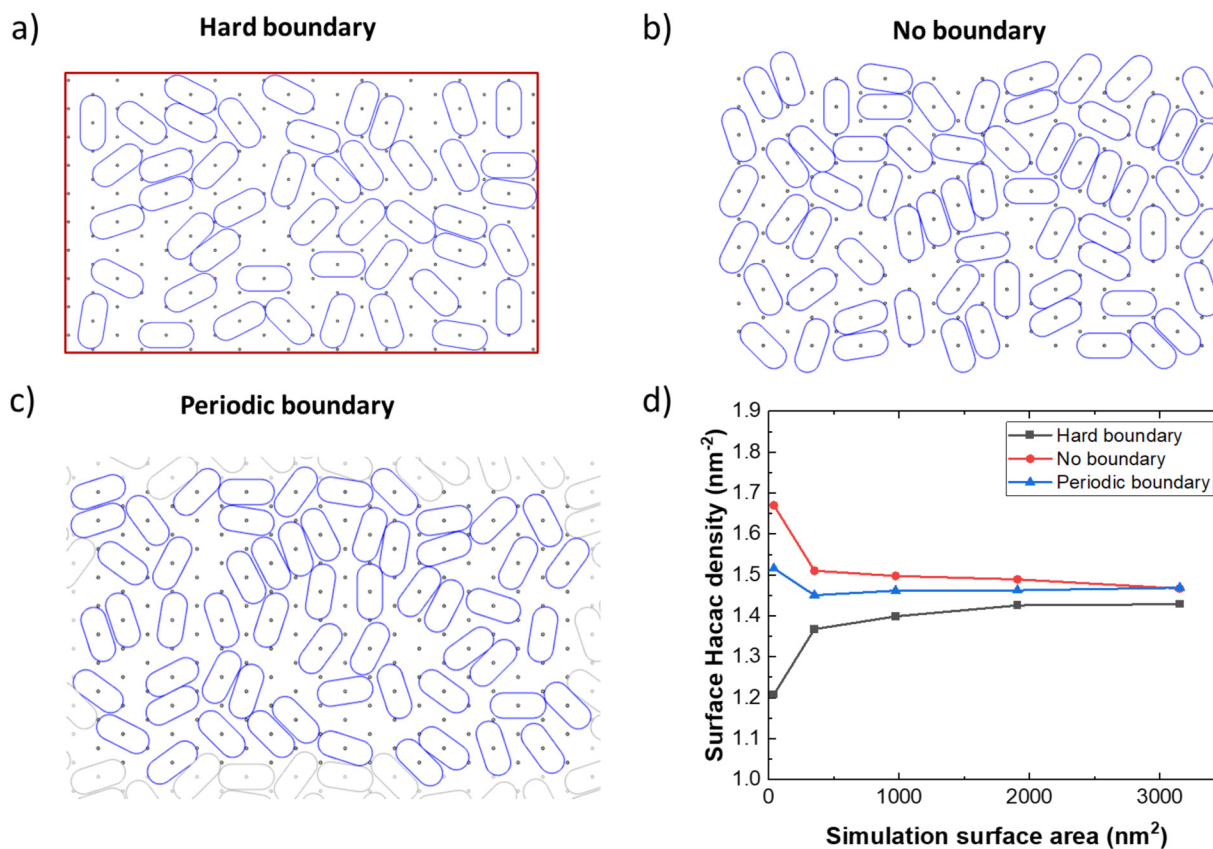 a)
Hard boundary
b)
No boundary
c)
Periodic boundary
d)
Surface Hacac density (nm⁻²)
1.9
1.8
1.7
1.6
1.5
1.4
1.3
1.2
1.1
1.0
Hard boundary
No boundary
Periodic boundary
0 1000 2000 3000
Simulation surface area (nm²)